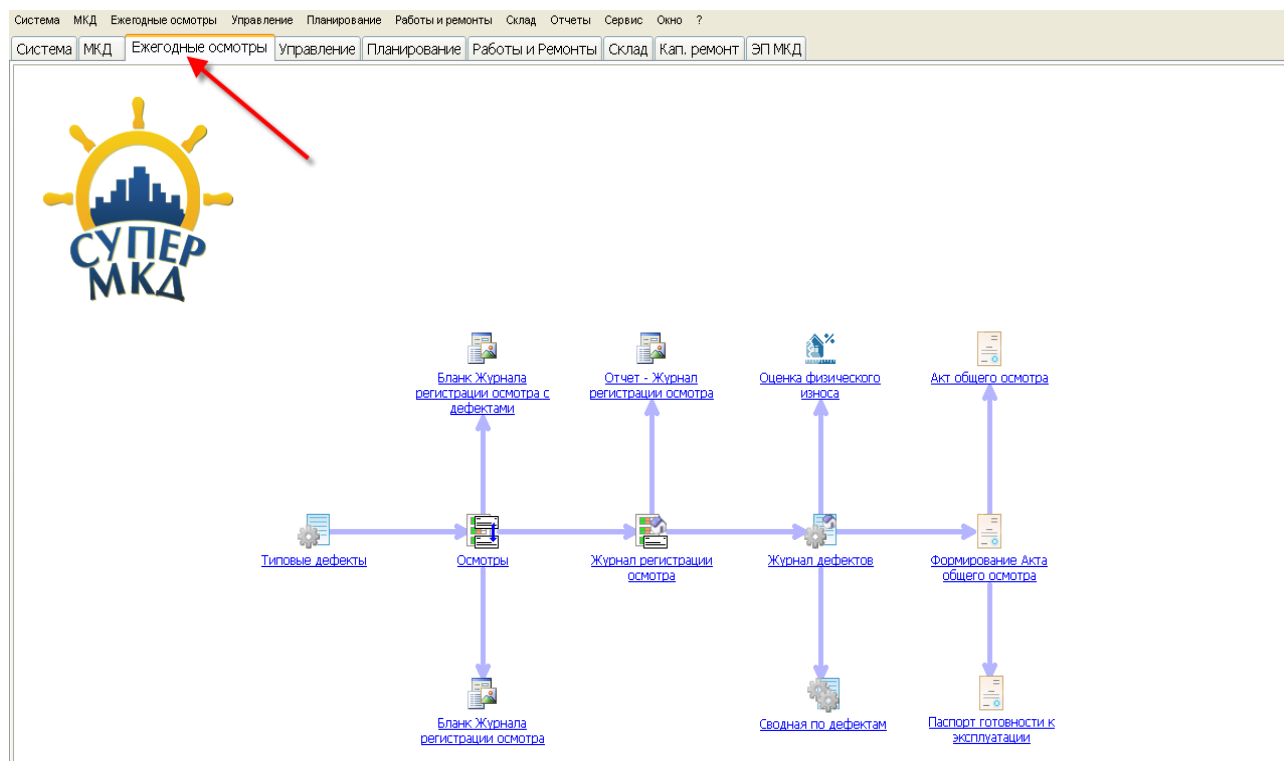 Система МКД Ежегодные осмотры Управление Планирование Работы и ремонты Склад Отчеты Сервис Окно ?
Система МКД Ежегодные осмотры Управление Планирование Работы и Ремонты Склад Кап. ремонт ЭП МКД
СУПЕР
МКД
Бланк Журнала
регистрации осмотра с
дефектами
Отчет - Журнал
регистрации осмотра
Оценка физического
износа
Акт общего осмотра
Типовые дефекты
Осмотры
Журнал регистрации
осмотра
Журнал дефектов
Формирование Акта
общего осмотра
Бланк Журнала
регистрации осмотра
Сводная по дефектам
Паспорт готовности к
эксплуатации